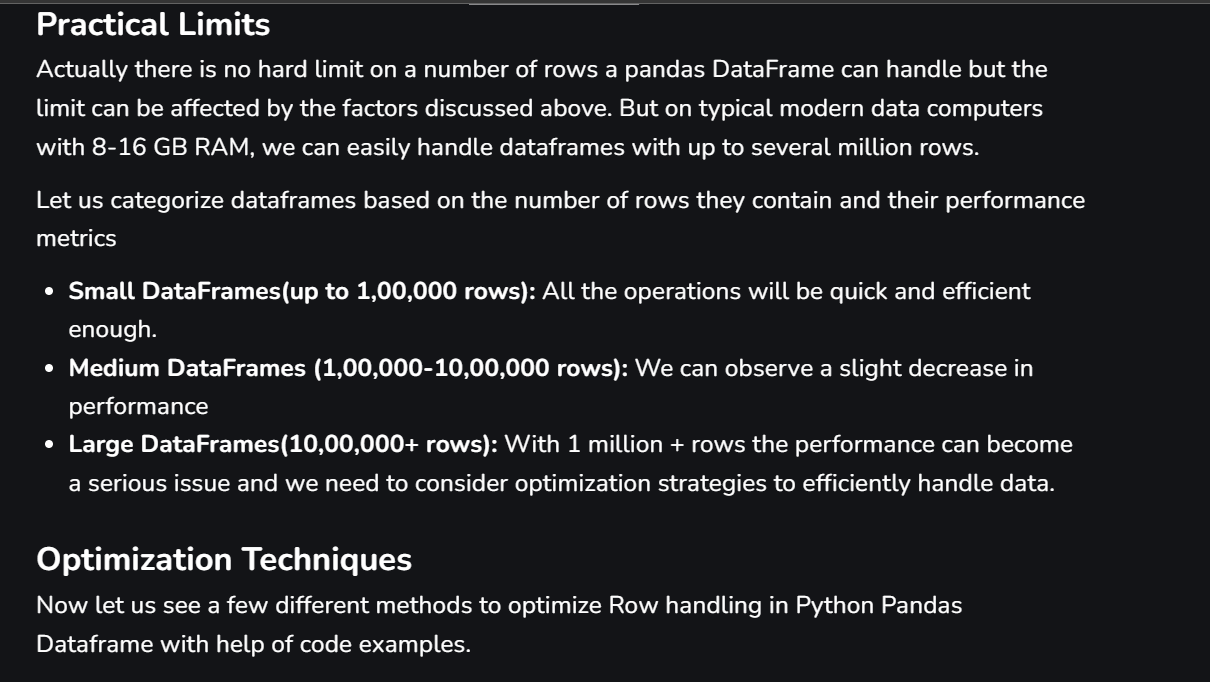 Practical Limits
Actually there is no hard limit on a number of rows a pandas DataFrame can handle but the
limit can be affected by the factors discussed above. But on typical modern data computers
with 8-16 GB RAM, we can easily handle dataframes with up to several million rows.
Let us categorize dataframes based on the number of rows they contain and their performance
metrics
• Small DataFrames(up to 1,00,000 rows): All the operations will be quick and efficient
enough.
• Medium DataFrames (1,00,000-10,00,000 rows): We can observe a slight decrease in
performance
• Large DataFrames(10,00,000+ rows): With 1 million + rows the performance can become
a serious issue and we need to consider optimization strategies to efficiently handle data.
Optimization Techniques
Now let us see a few different methods to optimize Row handling in Python Pandas
Dataframe with help of code examples.